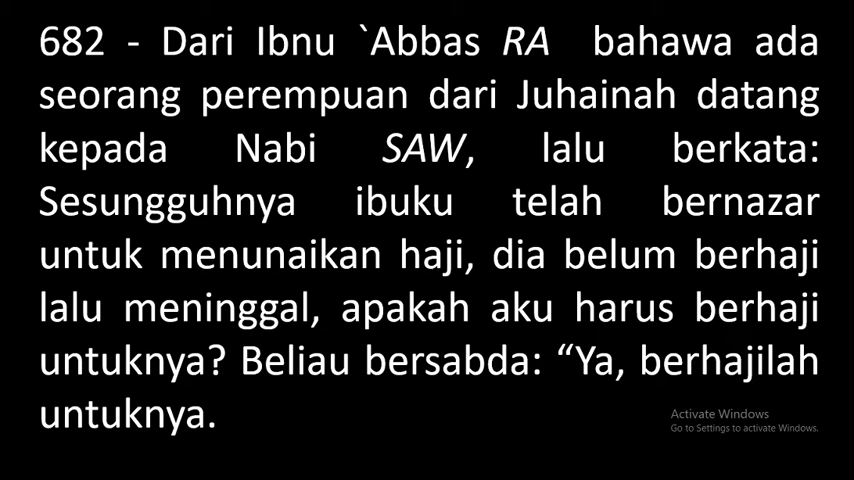 682 - Dari Ibnu `Abbas RA bahawa ada
seorang perempuan dari Juhainah datang
kepada Nabi SAW, lalu berkata:
Sesungguhnya ibuku telah bernazar
untuk menunaikan haji, dia belum berhaji
lalu meninggal, apakah aku harus berhaji
untuknya? Beliau bersabda: “Ya, berhajilah
untuknya.
Activate Windows
Go to Settings to activate Windows.